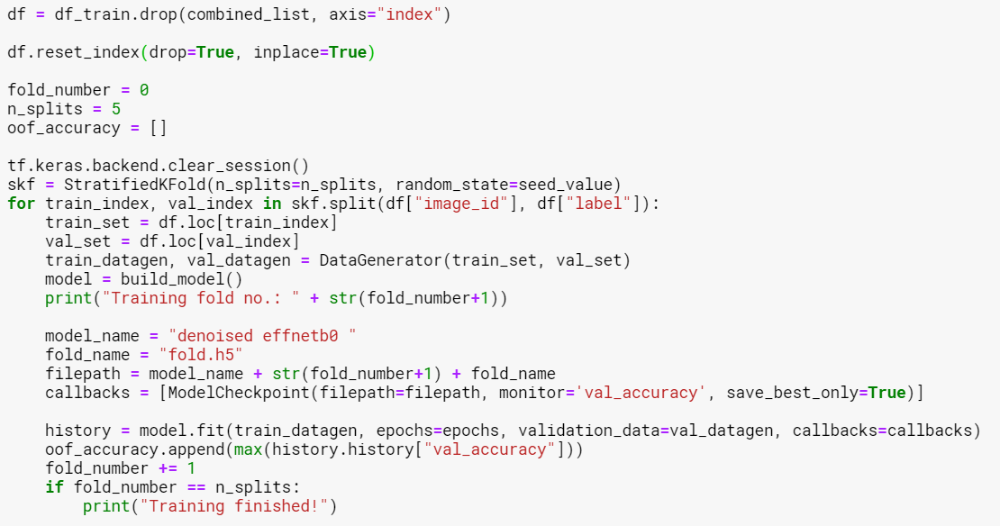 df = df_train.drop(combined_list, axis="index")
df.reset_index(drop=True, inplace=True)
fold_number = 0
n_splits = 5
oof_accuracy = []
tf.keras.backend.clear_session()
skf = StratifiedKFold(n_splits=n_splits, random_state=seed_value)
for train_index, val_index in skf.split(df["image_id"], df["label"]):
    train_set = df.loc[train_index]
    val_set = df.loc[val_index]
    train_datagen, val_datagen = DataGenerator(train_set, val_set)
    model = build_model()
    print("Training fold no.: " + str(fold_number+1))
    model_name = "denoised effnetb0 "
    fold_name = "fold.h5"
    filepath = model_name + str(fold_number+1) + fold_name
    callbacks = [ModelCheckpoint(filepath=filepath, monitor='val_accuracy', save_best_only=True)]
    history = model.fit(train_datagen, epochs=epochs, validation_data=val_datagen, callbacks=callbacks)
    oof_accuracy.append(max(history.history["val_accuracy"]))
    fold_number += 1
    if fold_number == n_splits:
        print("Training finished!")